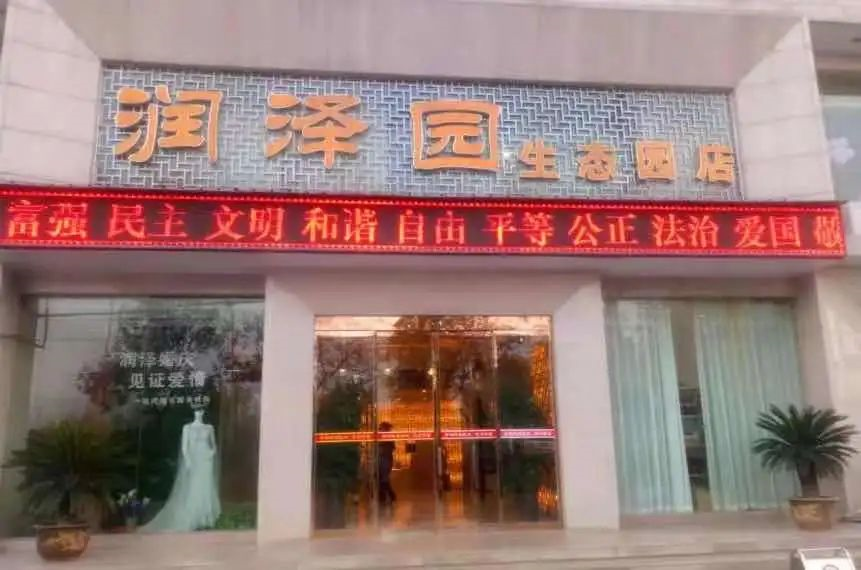 润泽园 生态园店
富强 民主 文明 和谐 自由 平等 公正 法治 爱国 敬
润泽婚庆
见证爱情